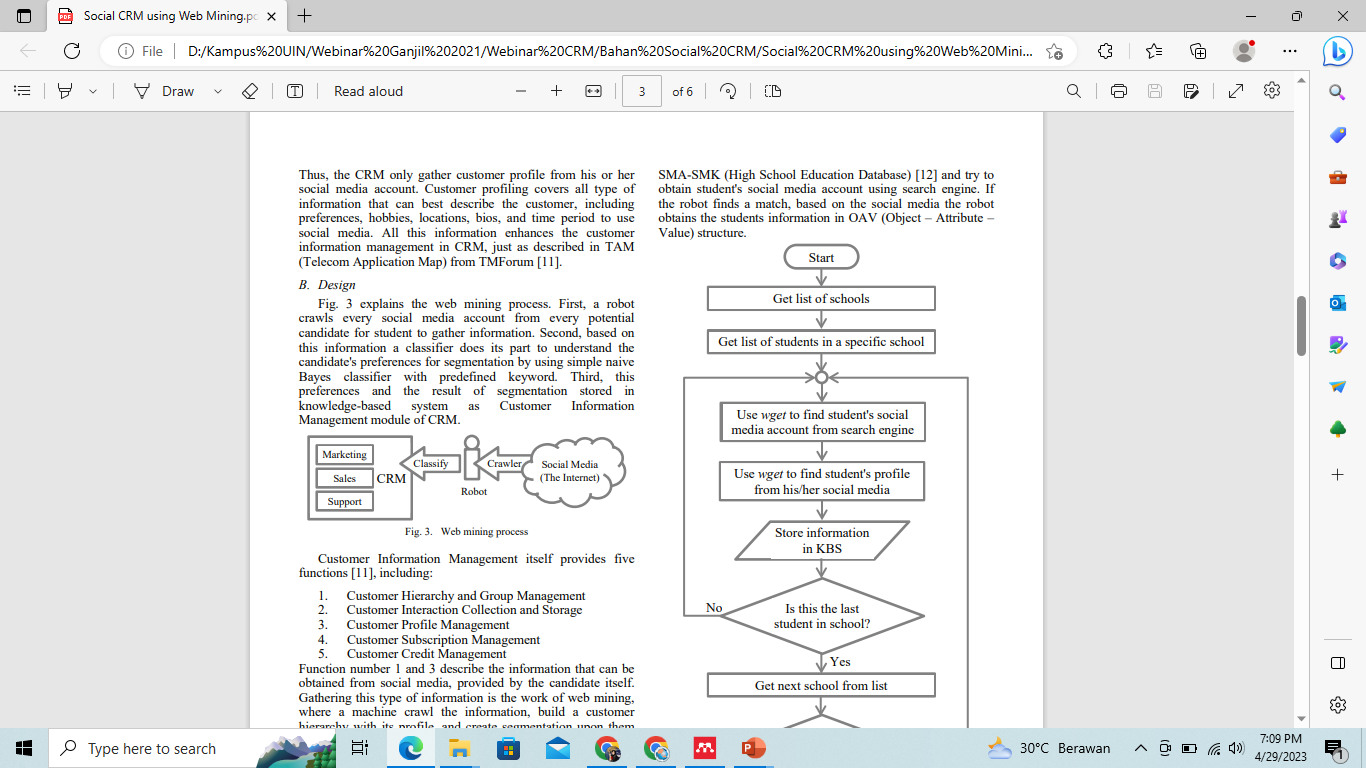 Social CRM using Web Mining.pd
File
D:/Kampus%20UIN/Webinar%20Ganjil%202021/Webinar%20CRM/Bahan%20Social%20CRM/Social%20CRM%20using%20Web%20Mini...
Draw
Read aloud
3
of 6
Thus, the CRM only gather customer profile from his or her
social media account. Customer profiling covers all type of
information that can best describe the customer, including
preferences, hobbies, locations, bios, and time period to use
social media. All this information enhances the customer
information management in CRM, just as described in TAM
(Telecom Application Map) from TMForum [11].
B. Design
Fig. 3 explains the web mining process. First, a robot
crawls every social media account from every potential
candidate for student to gather information. Second, based on
this information a classifier does its part to understand the
candidate's preferences for segmentation by using simple naive
Bayes classifier with predefined keyword. Third, this
preferences and the result of segmentation stored in
knowledge-based system as Customer Information
Management module of CRM.
Marketing
Sales
Support
CRM
Classify
Robot
Crawler
Social Media
(The Internet)
Fig. 3. Web mining process
Customer Information Management itself provides five
functions [11], including:
1. Customer Hierarchy and Group Management
2. Customer Interaction Collection and Storage
3. Customer Profile Management
4. Customer Subscription Management
5. Customer Credit Management
Function number 1 and 3 describe the information that can be
obtained from social media, provided by the candidate itself.
Gathering this type of information is the work of web mining,
where a machine crawl the information, build a customer
hierarchy with its profile, and create segmentation upon them
SMA-SMK (High School Education Database) [12] and try to
obtain student's social media account using search engine. If
the robot finds a match, based on the social media the robot
obtains the students information in OAV (Object – Attribute –
Value) structure.
Start
Get list of schools
Get list of students in a specific school
Use wget to find student's social
media account from search engine
Use wget to find student's profile
from his/her social media
Store information
in KBS
No
Is this the last
student in school?
Yes
Get next school from list
Type here to search
30°C Berawan
7:09 PM
4/29/2023
1